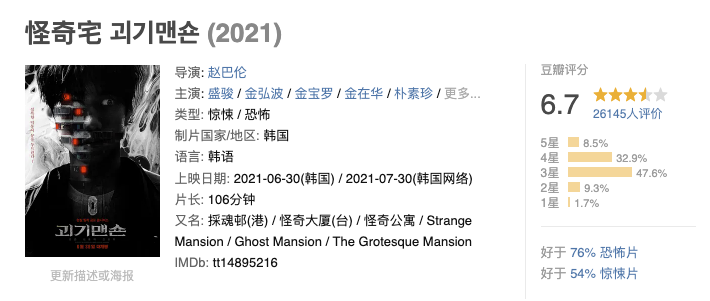 怪奇宅 괴기맨숀 (2021)
导演: 赵巴伦
主演: 盛骏 / 金弘波 / 金宝罗 / 金在华 / 朴素珍 / 更多...
类型: 惊悚 / 恐怖
制片国家/地区: 韩国
语言: 韩语
上映日期: 2021-06-30(韩国) / 2021-07-30(韩国网络)
片长: 106分钟
又名: 採魂邨(港) / 怪奇大厦(台) / 怪奇公寓 / Strange
Mansion / Ghost Mansion / The Grotesque Mansion
IMDb: tt14895216
괴기맨숀
更新描述或海报
豆瓣评分
6.7
26145人评价
5星 8.5%
4星 32.9%
3星 47.6%
2星 9.3%
1星 1.7%
好于 76% 恐怖片
好于 54% 惊悚片